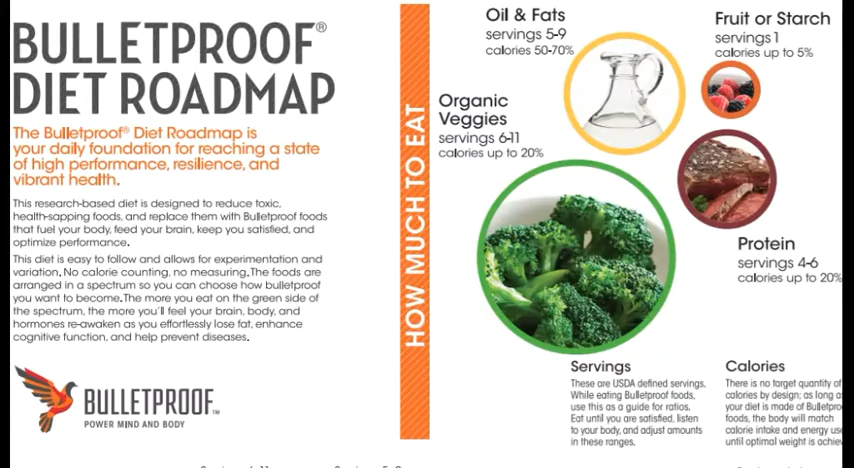 BULLETPROOF®
DIET ROADMAP
The Bulletproof® Diet Roadmap is
your daily foundation for reaching a state
of high performance, resilience, and
vibrant health.
This research-based diet is designed to reduce toxic,
health-sapping foods, and replace them with Bulletproof foods
that fuel your body, feed your brain, keep you satisfied, and
optimize performance.
This diet is easy to follow and allows for experimentation and
variation. No calorie counting, no measuring. The foods are
arranged in a spectrum so you can choose how bulletproof
you want to become. The more you eat on the green side of
the spectrum, the more you'll feel your brain, body, and
hormones re-awaken as you effortlessly lose fat, enhance
cognitive function, and help prevent diseases.
BULLETPROOF™
POWER MIND AND BODY
HOW MUCH TO EAT
Oil & Fats
servings 5-9
calories 50-70%
Fruit or Starch
servings 1
calories up to 5%
Organic
Veggies
servings 6-11
calories up to 20%
Protein
servings 4-6
calories up to 20%
Servings
These are USDA defined servings.
While eating Bulletproof foods,
use this as a guide for ratios.
Eat until you are satisfied, listen
to your body, and adjust amounts
in these ranges.
Calories
There is no target quantity of
calories by design; as long a
your diet is made of Bulletpro
foods, the body will match
calorie intake and energy us
until optimal weight is achiev